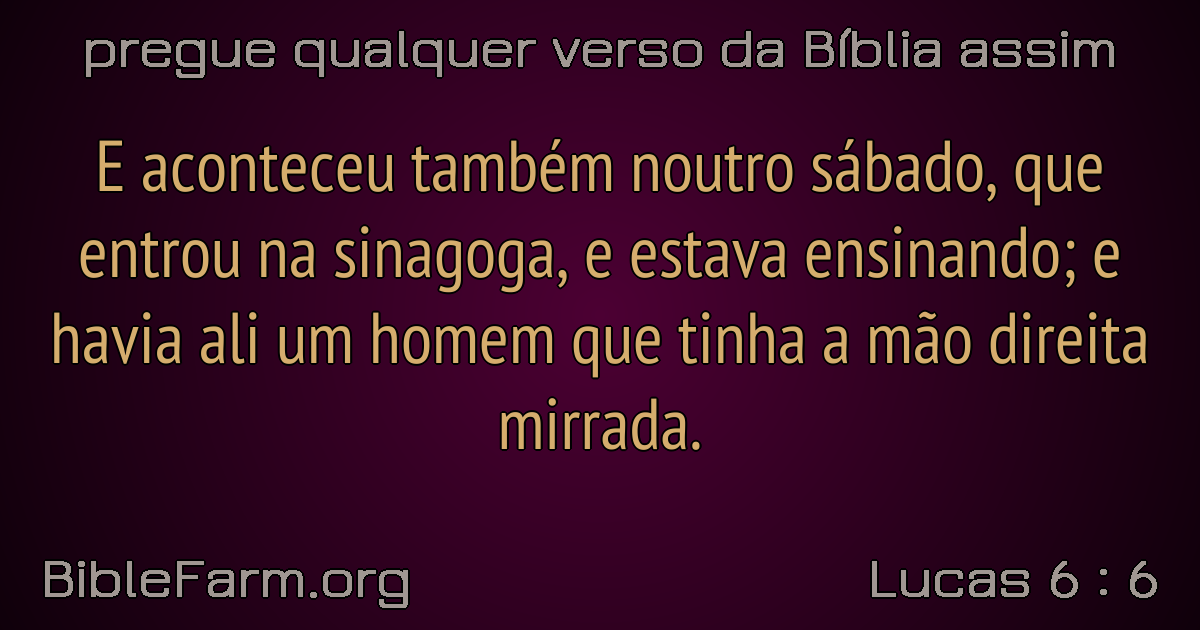 pregue qualquer verso da Bíblia assim
E aconteceu também noutro sábado, que
entrou na sinagoga, e estava ensinando; e
havia ali um homem que tinha a mão direita
mirrada.
BibleFarm.org
Lucas 6 : 6